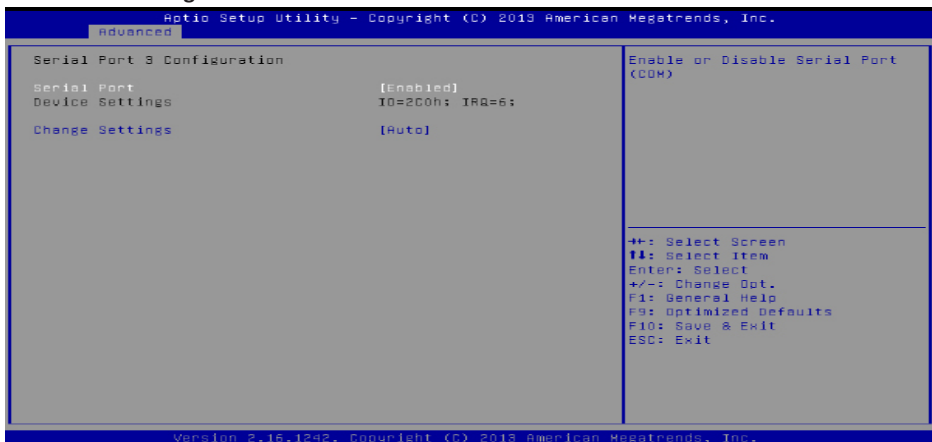 Aptio Setup Utility – Copyright (C) 2013 American Megatrends, Inc.
Advanced
Serial Port 3 Configuration
Serial Port [Enabled]
Device Settings IO=2C0h; IRQ=6;
Change Settings [Auto]
Enable or Disable Serial Port
(COM)
→←: Select Screen
↑↓: Select Item
Enter: Select
+/-: Change Opt.
F1: General Help
F9: Optimized Defaults
F10: Save & Exit
ESC: Exit
Version 2.16.1242. Copyright (C) 2013 American Megatrends, Inc.